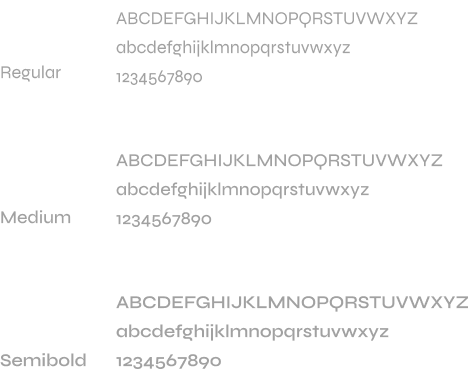 ABCDEFGHIJKLMNOPQRSTUVWXYZ
abcdefghijklmnopqrstuvwxyz
Regular 1234567890
ABCDEFGHIJKLMNOPQRSTUVWXYZ
abcdefghijklmnopqrstuvwxyz
Medium 1234567890
ABCDEFGHIJKLMNOPQRSTUVWXYZ
abcdefghijklmnopqrstuvwxyz
Semibold 1234567890